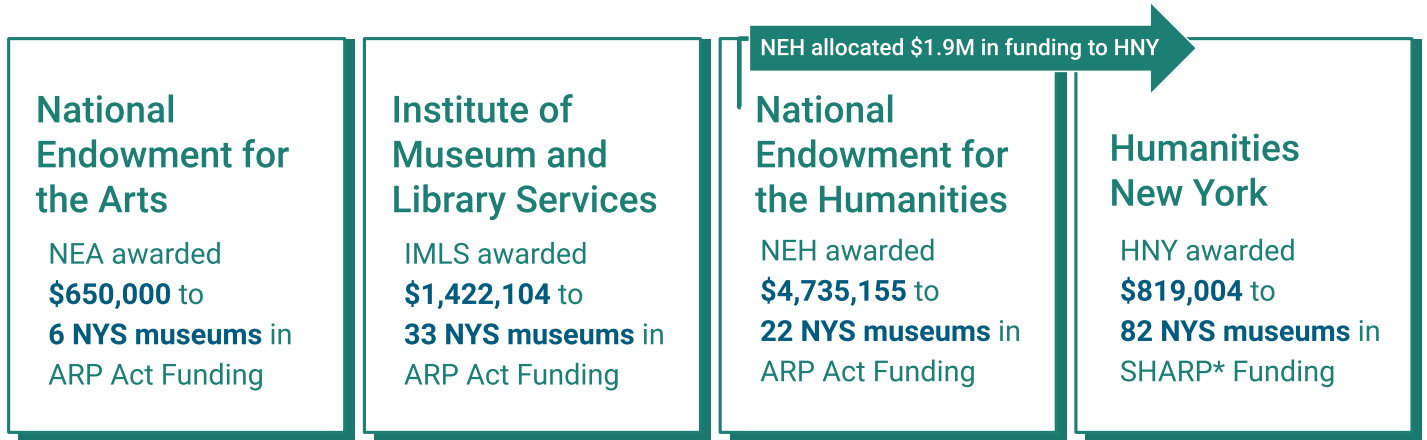 NEH allocated $1.9M in funding to HNY
National
Endowment for
the Arts
NEA awarded
$650,000 to
6 NYS museums in
ARP Act Funding
Institute of
Museum and
Library Services
IMLS awarded
$1,422,104 to
33 NYS museums in
ARP Act Funding
National
Endowment for
the Humanities
NEH awarded
$4,735,155 to
22 NYS museums in
ARP Act Funding
Humanities
New York
HNY awarded
$819,004 to
82 NYS museums in
SHARP* Funding